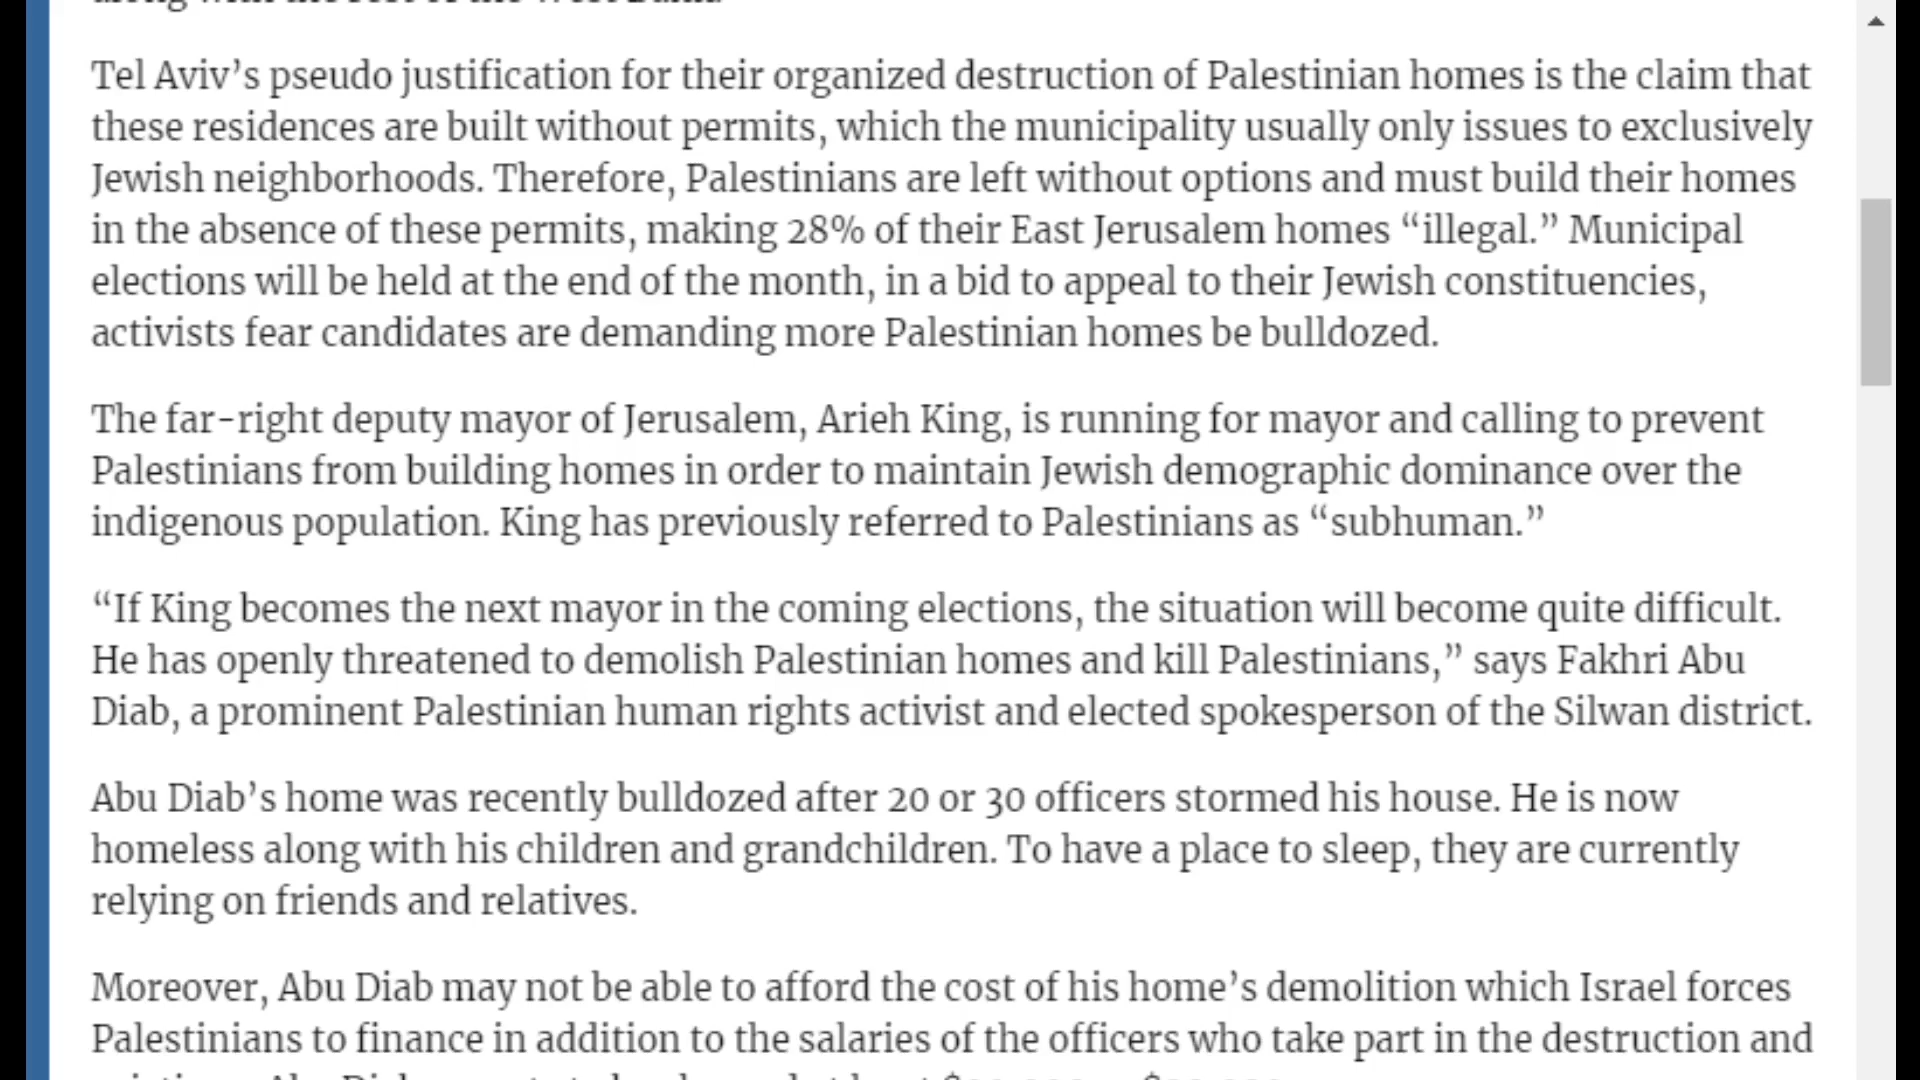 Tel Aviv’s pseudo justification for their organized destruction of Palestinian homes is the claim that
these residences are built without permits, which the municipality usually only issues to exclusively
Jewish neighborhoods. Therefore, Palestinians are left without options and must build their homes
in the absence of these permits, making 28% of their East Jerusalem homes “illegal.” Municipal
elections will be held at the end of the month, in a bid to appeal to their Jewish constituencies,
activists fear candidates are demanding more Palestinian homes be bulldozed.
The far-right deputy mayor of Jerusalem, Arieh King, is running for mayor and calling to prevent
Palestinians from building homes in order to maintain Jewish demographic dominance over the
indigenous population. King has previously referred to Palestinians as “subhuman.”
“If King becomes the next mayor in the coming elections, the situation will become quite difficult.
He has openly threatened to demolish Palestinian homes and kill Palestinians,” says Fakhri Abu
Diab, a prominent Palestinian human rights activist and elected spokesperson of the Silwan district.
Abu Diab’s home was recently bulldozed after 20 or 30 officers stormed his house. He is now
homeless along with his children and grandchildren. To have a place to sleep, they are currently
relying on friends and relatives.
Moreover, Abu Diab may not be able to afford the cost of his home’s demolition which Israel forces
Palestinians to finance in addition to the salaries of the officers who take part in the destruction and